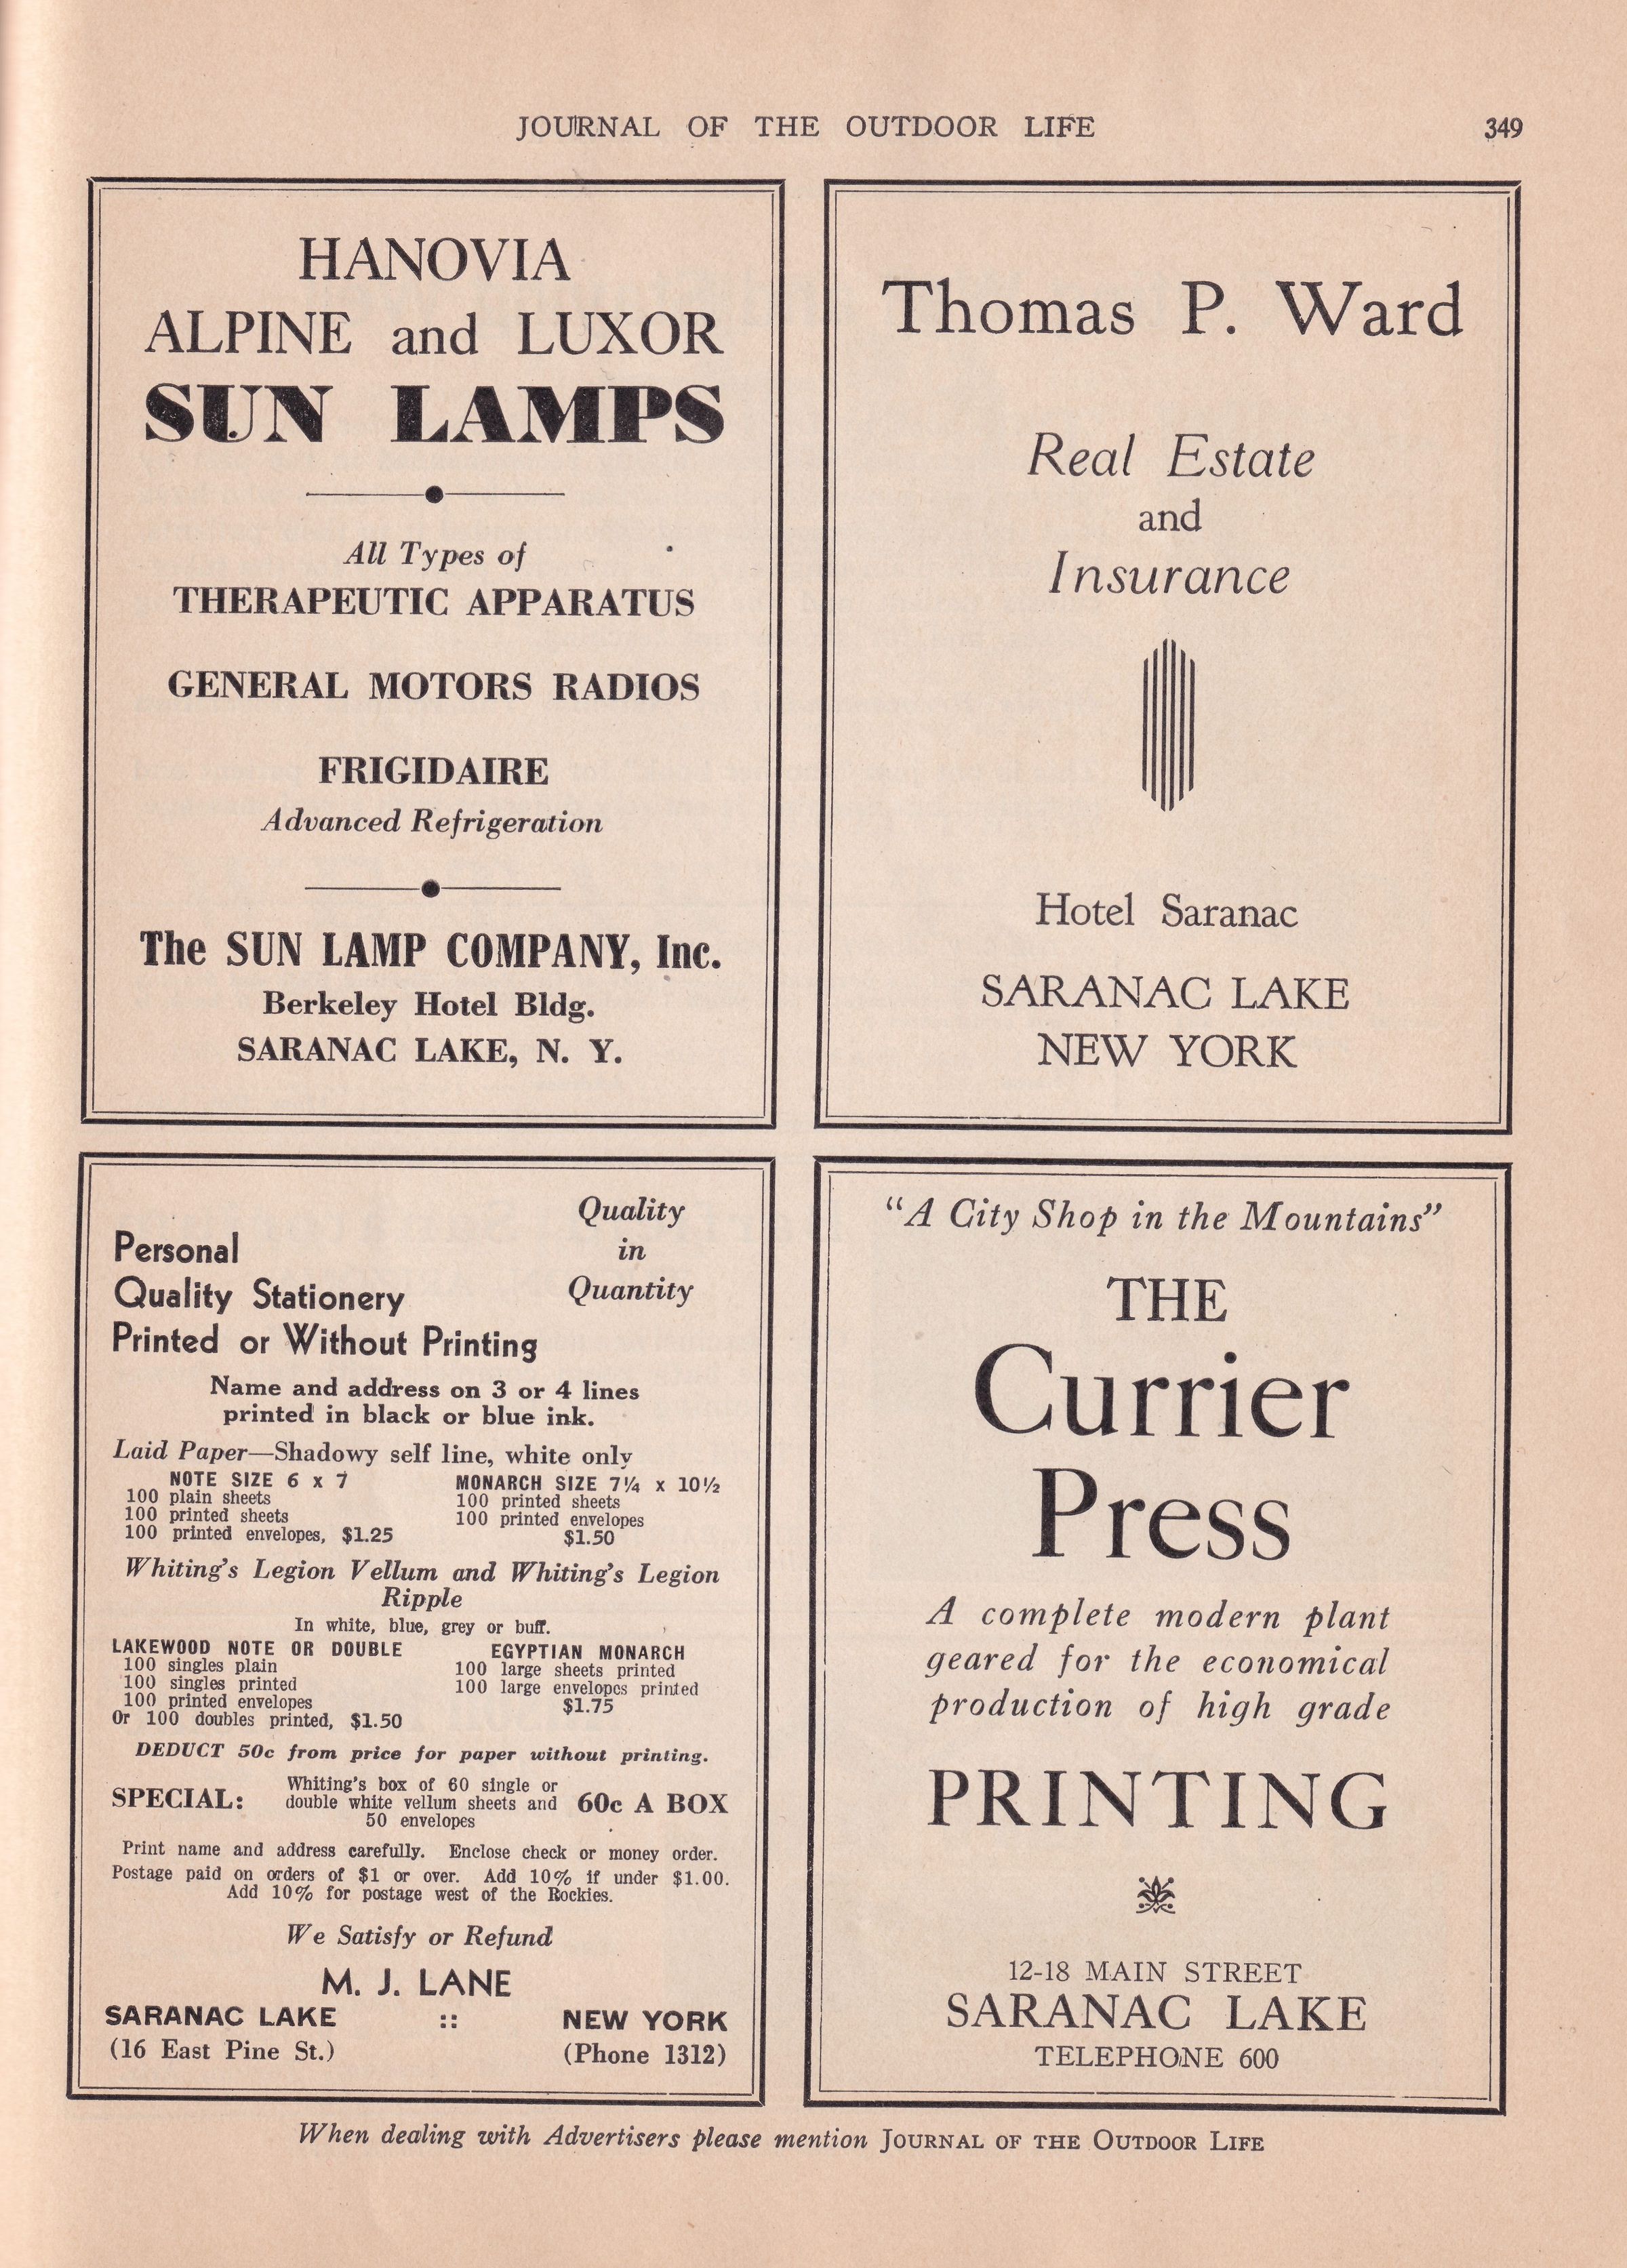 JOURNAL OF THE OUTDOOR LIFE 349
HANOVIA
ALPINE and LUXOR
SUN LAMPS
All Types of
THERAPEUTIC APPARATUS
GENERAL MOTORS RADIOS
FRIGIDAIRE
Advanced Refrigeration
The SUN LAMP COMPANY, Inc.
Berkeley Hotel Bldg.
SARANAC LAKE, N. Y.
Thomas P. Ward
Real Estate
and
Insurance
Hotel Saranac
SARANAC LAKE
NEW YORK
Quality
in
Quantity
Personal
Quality Stationery
Printed or Without Printing
Name and address on 3 or 4 lines
printed in black or blue ink.
Laid Paper—Shadowy self line, white only
NOTE SIZE 6 x 7
100 plain sheets
100 printed sheets
100 printed envelopes, $1.25
MONARCH SIZE 7¼ x 10½
100 printed sheets
100 printed envelopes
$1.50
Whiting's Legion Vellum and Whiting's Legion
Ripple
In white, blue, grey or buff.
LAKEWOOD NOTE OR DOUBLE
100 singles plain
100 singles printed
100 printed envelopes
Or 100 doubles printed, $1.50
EGYPTIAN MONARCH
100 large sheets printed
100 large envelopes printed
$1.75
DEDUCT 50c from price for paper without printing.
SPECIAL:
Whiting's box of 60 single or
double white vellum sheets and
50 envelopes
60c A BOX
Print name and address carefully. Enclose check or money order.
Postage paid on orders of $1 or over. Add 10% if under $1.00.
Add 10% for postage west of the Rockies.
We Satisfy or Refund
M. J. LANE
SARANAC LAKE :: NEW YORK
(16 East Pine St.) (Phone 1312)
"A City Shop in the Mountains"
THE
Currier
Press
A complete modern plant
geared for the economical
production of high grade
PRINTING
12-18 MAIN STREET
SARANAC LAKE
TELEPHONE 600
When dealing with Advertisers please mention JOURNAL OF THE OUTDOOR LIFE